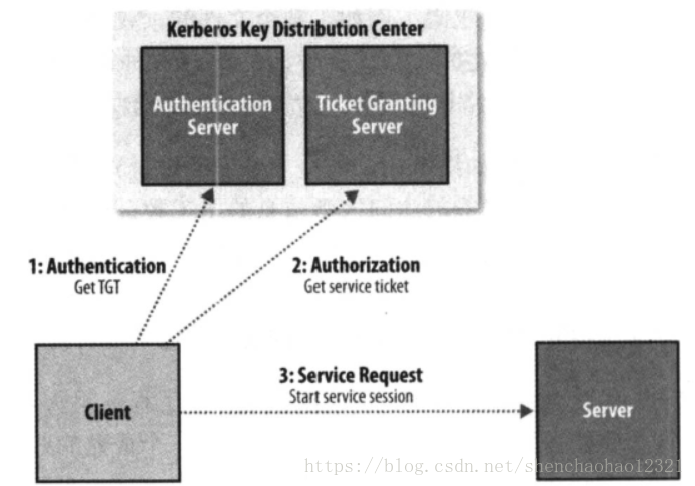 Kerberos Key Distribution Center
Authentication
Server
Ticket Granting
Server
1: Authentication
Get TGT
2: Authorization
Get service ticket
3: Service Request
Start service session
Client
Server
https://blog.csdn.net/shenchaohao12321